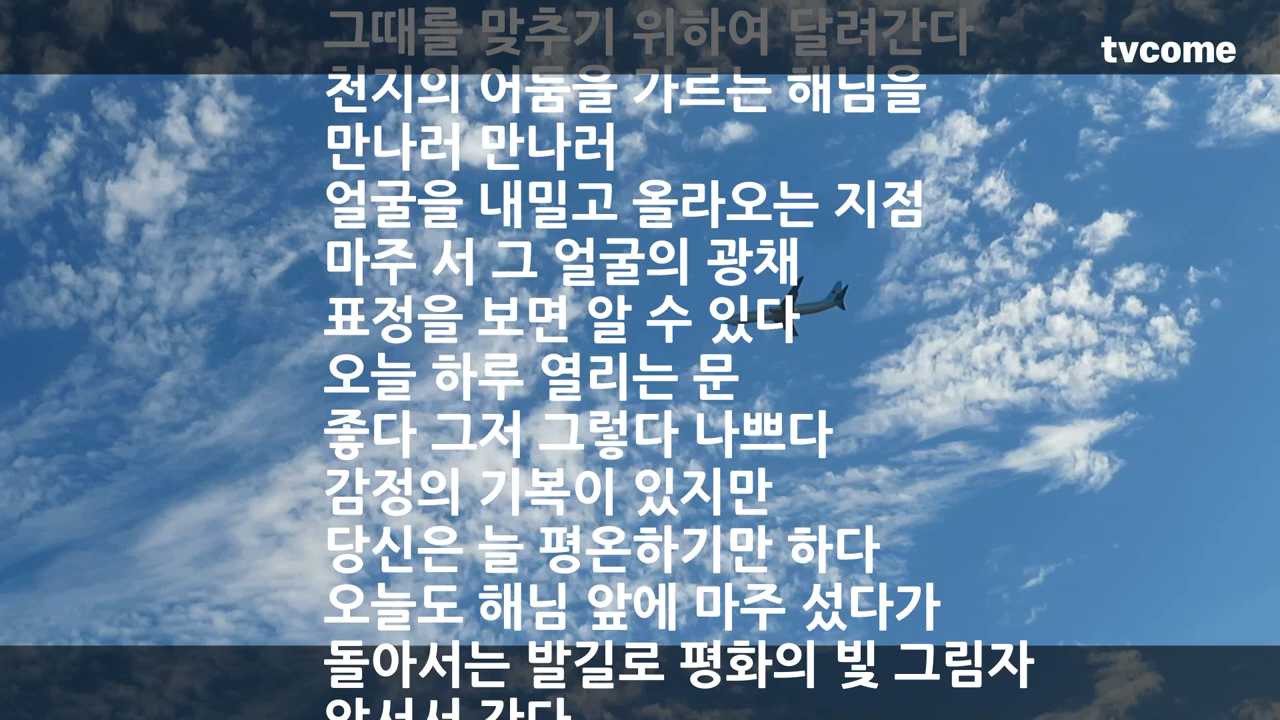 그때를 맞추기 위하여 달려간다
tvcome
천지의 어둠을 가르는 해님을
만나러 만나러
얼굴을 내밀고 올라오는 지점
마주 서 그 얼굴의 광채
표정을 보면 알 수 있다
오늘 하루 열리는 문
좋다 그저 그렇다 나쁘다
감정의 기복이 있지만
당신은 늘 평온하기만 하다
오늘도 해님 앞에 마주 섰다가
돌아서는 발길로 평화의 빛 그림자